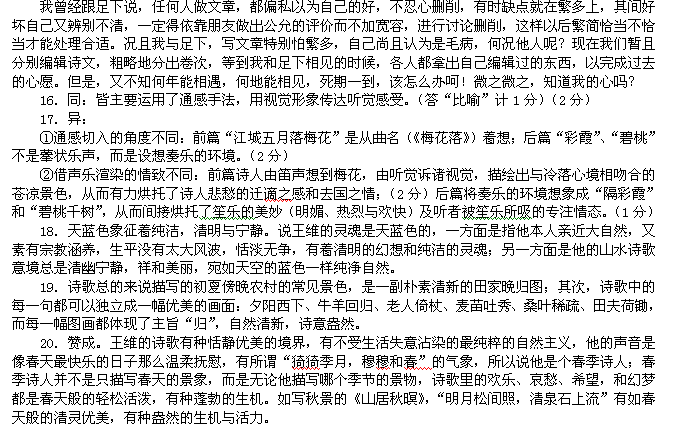 我曾经跟足下说，任何人做文章，都偏私以为自己的好，不忍心删削，有时缺点就在繁多上，其间好
坏自己又辨别不清，一定得依靠朋友做出公允的评价而不加宽容，进行讨论删削，这样以后繁简恰当不恰
当才能处理合适。况且我与足下，写文章特别怕繁多，自己尚且认为是毛病，何况他人呢？现在我们暂且
分别编辑诗文，粗略地分出卷次，等到我和足下相见的时候，各人都拿出自己编辑过的东西，以完成过去
的心愿。但是，又不知何年能相遇，何地能相见，死期一到，该怎么办呵！微之微之，知道我的心吗？
16. 同：皆主要运用了通感手法，用视觉形象传达听觉感受。（答“比喻”计1分）（2分）
17. 异：
①通感切入的角度不同：前篇“江城五月落梅花”是从曲名（《梅花落》）着想；后篇“彩霞”、“碧桃”
不是摹状乐声，而是设想奏乐的环境。（2分）
②借声乐渲染的情致不同：前篇诗人由笛声想到梅花，由听觉诉诸视觉，描绘出与冷落心境相吻合的
苍凉景色，从而有力烘托了诗人悲愁的迁谪之感和去国之情；（2分）后篇将奏乐的环境想象成“隔彩霞”
和“碧桃千树”，从而间接烘托了笙乐的美妙（明媚、热烈与欢快）及听者被笙乐所吸的专注情态。（1分）
18. 天蓝色象征着纯洁，清明与宁静。说王维的灵魂是天蓝色的，一方面是指他本人亲近大自然，又
素有宗教涵养，生平没有太大风波，恬淡无争，有着清明的幻想和纯洁的灵魂；另一方面是他的山水诗歌
意境总是清幽宁静，祥和美丽，宛如天空的蓝色一样纯净自然。
19. 诗歌总的来说描写的初夏傍晚农村的常见景色，是一副朴素清新的田家晚归图；其次，诗歌中的
每一句都可以独立成一幅优美的画面：夕阳西下、牛羊回归、老人倚杖、麦苗吐秀、桑叶稀疏、田夫荷锄，
而每一幅图画都体现了主旨“归”，自然清新，诗意盎然。
20. 赞成。王维的诗歌有种恬静优美的境界，有不受生活失意沾染的最纯粹的自然主义，他的声音是
像春天最快乐的日子那么温柔抚慰，有所谓“猗猗季月，穆穆和春”的气象，所以说他是个春季诗人；春
季诗人并不是只描写春天的景象，而是无论他描写哪个季节的景物，诗歌里的欢乐、哀愁、希望，和幻梦
都是春天般的轻松活泼，有种蓬勃的生机。如写秋景的《山居秋暝》，“明月松间照，清泉石上流”有如春
天般的清灵优美，有种盎然的生机与活力。